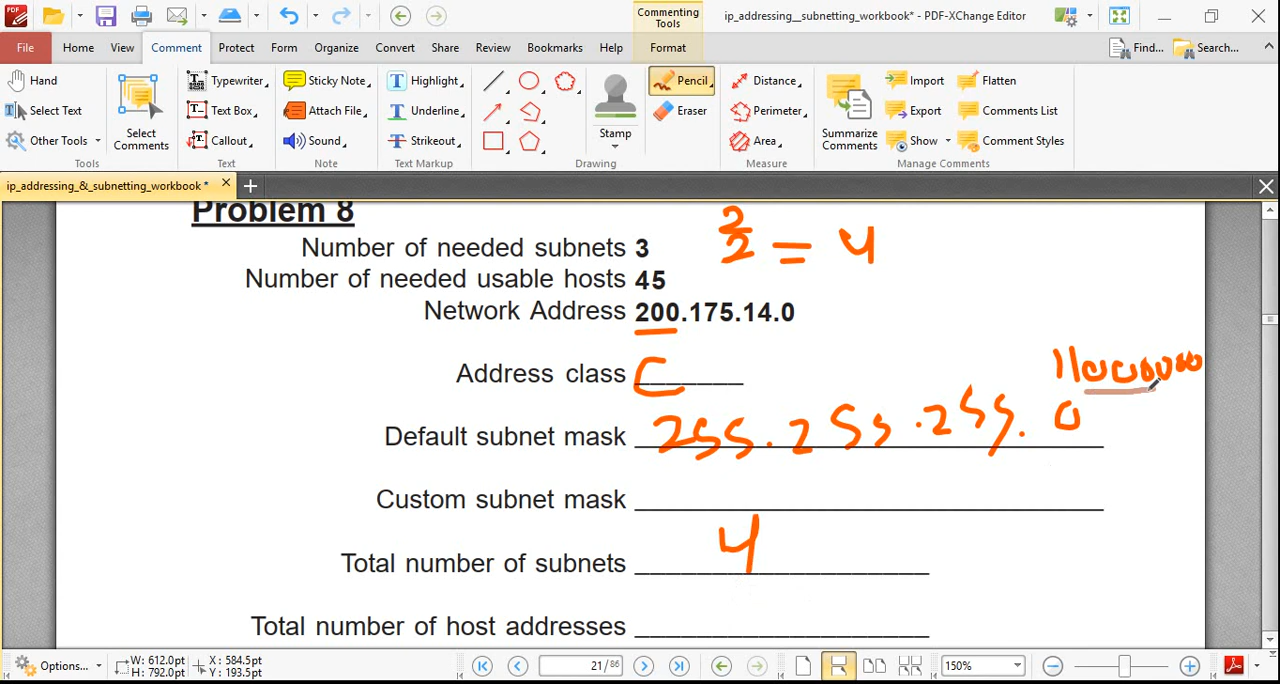 Commenting Tools
ip_addressing__subnetting_workbook* - PDF-XChange Editor
File Home View Comment Protect Form Organize Convert Share Review Bookmarks Help Format Find... Search...
Hand
Select Text
Other Tools
Select Comments
Tools
Typewriter
Text Box
Callout
Text
Sticky Note
Attach File
Sound
Note
Highlight
Underline
Strikeout
Text Markup
Stamp
Drawing
Pencil
Eraser
Distance
Perimeter
Area
Measure
Summarize Comments
Import
Export
Show
Flatten
Comments List
Comment Styles
Manage Comments
ip_addressing_&_subnetting_workbook *
Problem 8
Number of needed subnets 3
2
2 = 4
Number of needed usable hosts 45
Network Address 200.175.14.0
Address class C
11000000
Default subnet mask 255.255.255.0
Custom subnet mask
Total number of subnets 4
Total number of host addresses
Options...
W: 612.0pt
H: 792.0pt
X: 584.5pt
Y: 193.5pt
21/86
150%